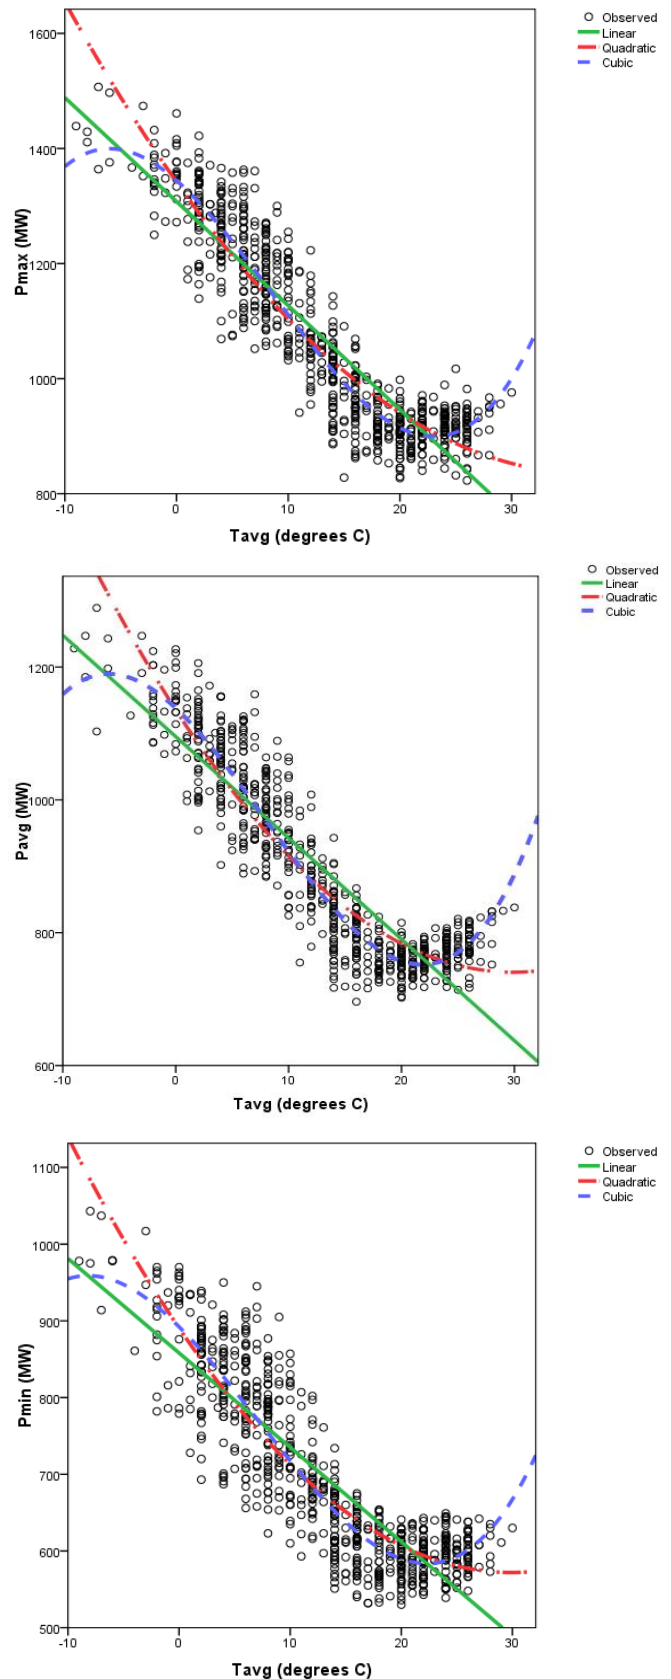 Observed
Linear
Quadratic
Cubic
1600
1400
1200
1000
800
Pmax (MW)
-10 0 10 20 30
Tavg (degrees C)
Observed
Linear
Quadratic
Cubic
1200
1000
800
600
Pavg (MW)
-10 0 10 20 30
Tavg (degrees C)
Observed
Linear
Quadratic
Cubic
1100
1000
900
800
700
600
500
Pmin (MW)
-10 0 10 20 30
Tavg (degrees C)